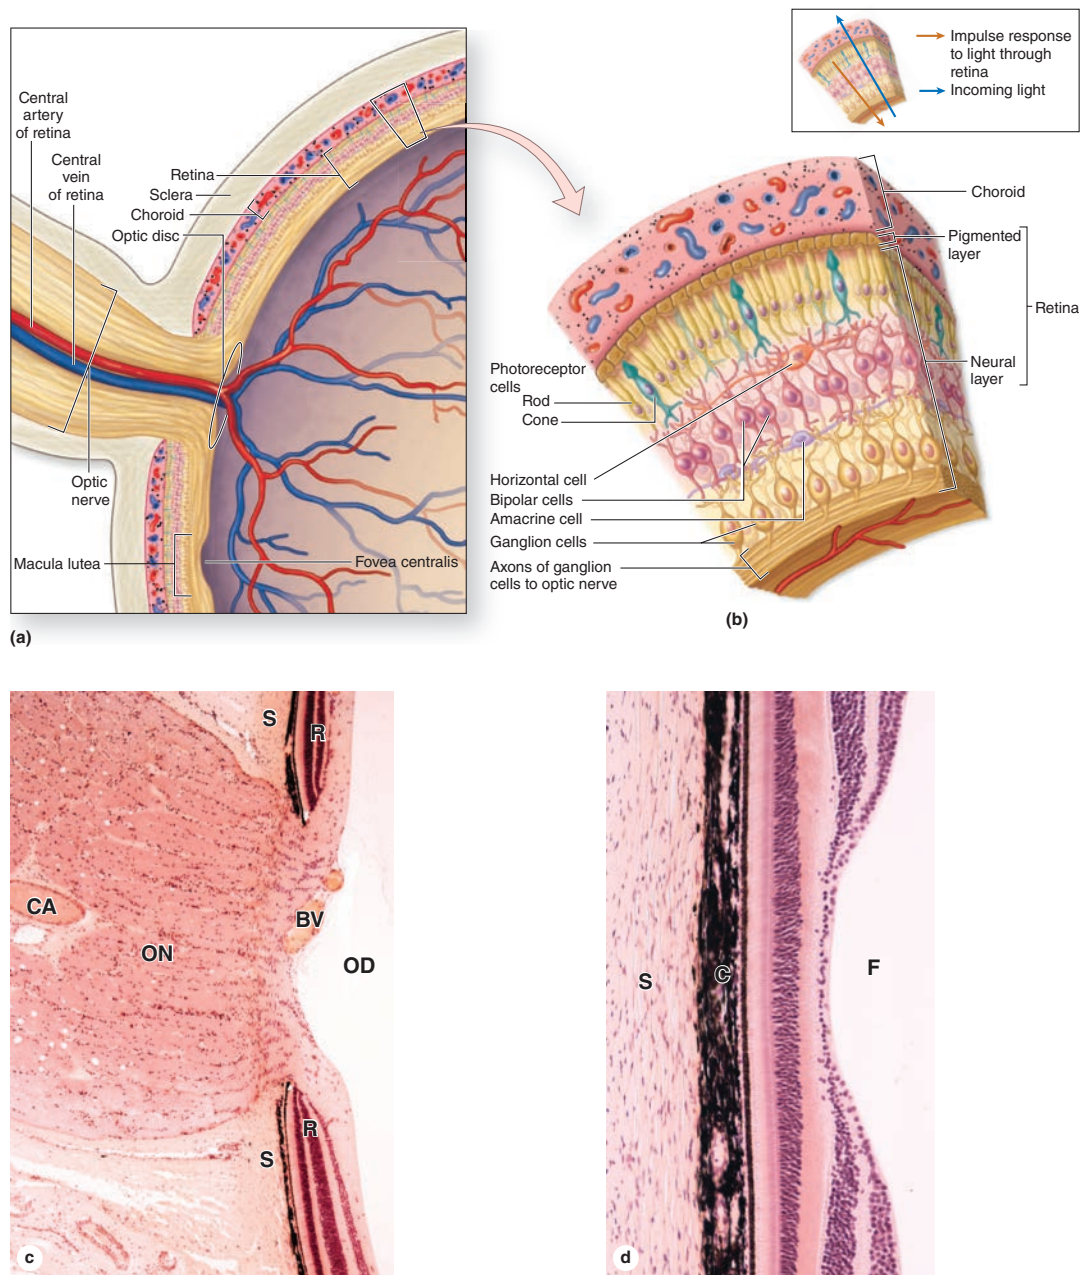 Central
artery
of retina
Central
vein
of retina
Retina
Sclera
Choroid
Optic disc
Optic
nerve
Macula lutea
Fovea centralis
(a)
Impulse response
to light through
retina
Incoming light
Choroid
Pigmented
layer
Retina
Neural
layer
Photoreceptor
cells
Rod
Cone
Horizontal cell
Bipolar cells
Amacrine cell
Ganglion cells
Axons of ganglion
cells to optic nerve
(b)
S
R
CA
BV
ON
OD
R
S
c
S
C
F
d